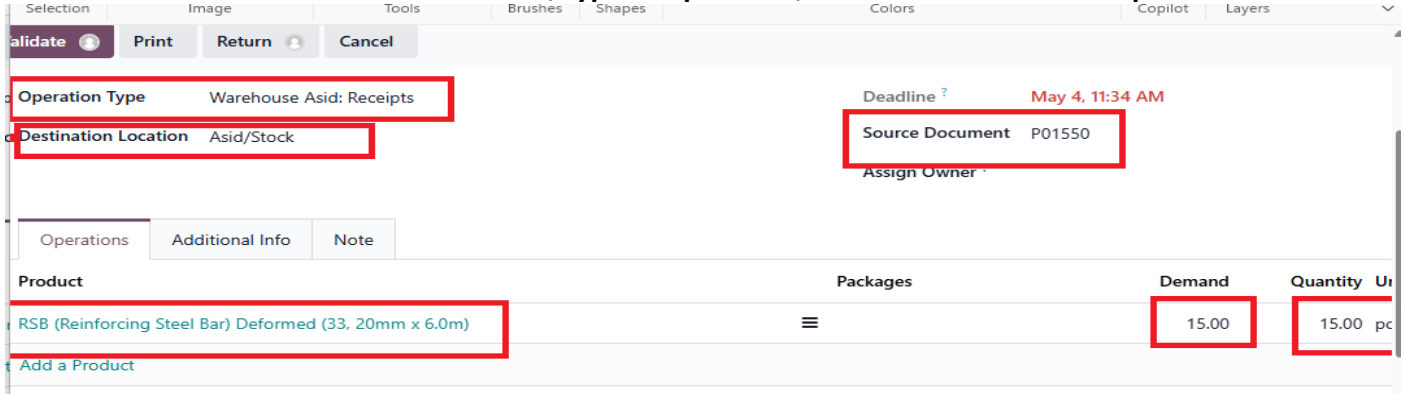 Selection Image Tools Brushes Shapes Colors Copilot Layers
alidate Print Return Cancel
Operation Type Warehouse Asid: Receipts Deadline ? May 4, 11:34 AM
Destination Location Asid/Stock Source Document P01550
Assign Owner
Operations Additional Info Note
Product Packages Demand Quantity
RSB (Reinforcing Steel Bar) Deformed (33, 20mm x 6.0m) 15.00 15.00 pc
Add a Product